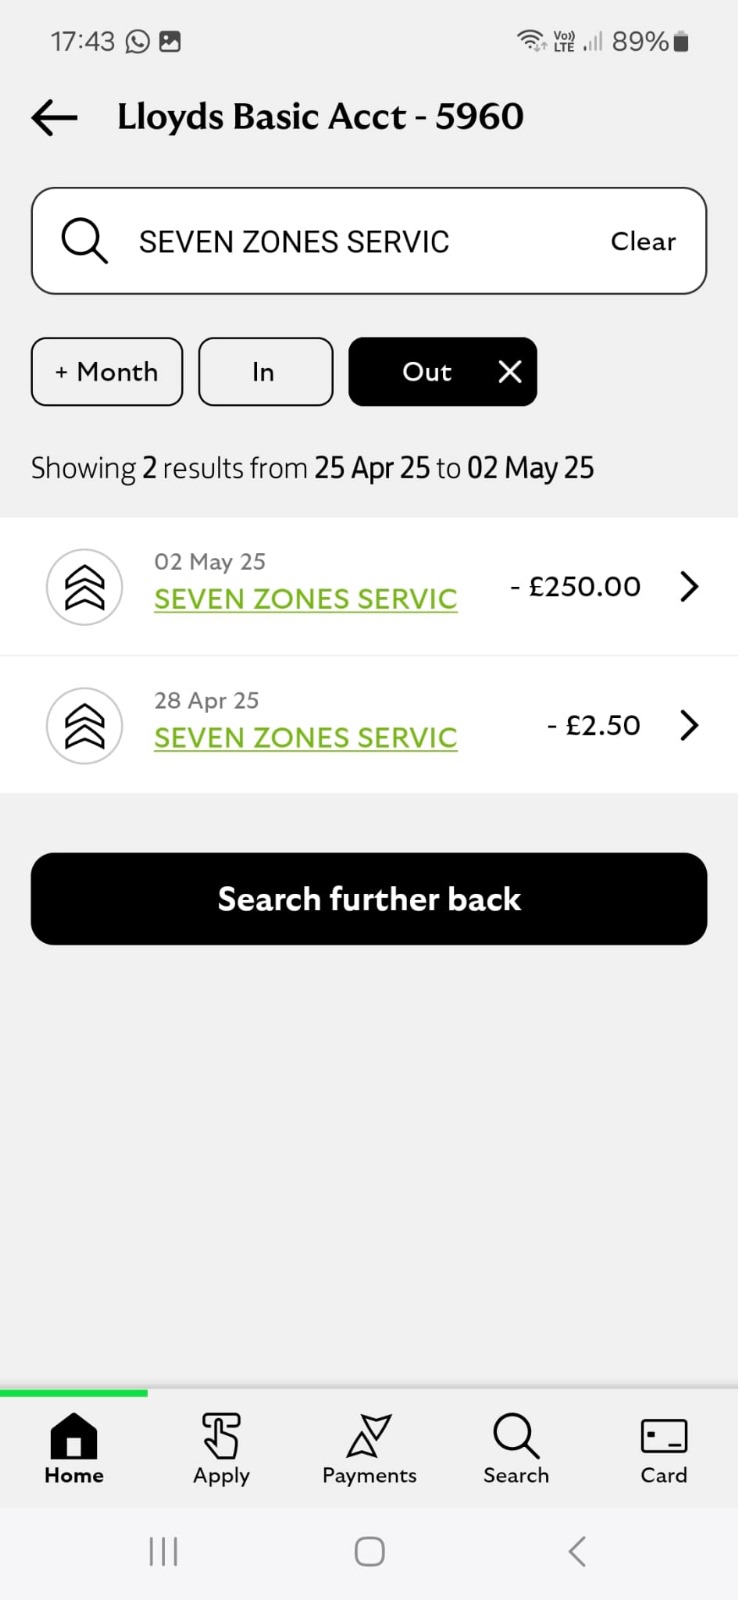 17:43 Vo)) LTE 89%
Lloyds Basic Acct - 5960
SEVEN ZONES SERVIC Clear
+ Month In Out
Showing 2 results from 25 Apr 25 to 02 May 25
02 May 25
SEVEN ZONES SERVIC - £250.00
28 Apr 25
SEVEN ZONES SERVIC - £2.50
Search further back
Home Apply Payments Search Card